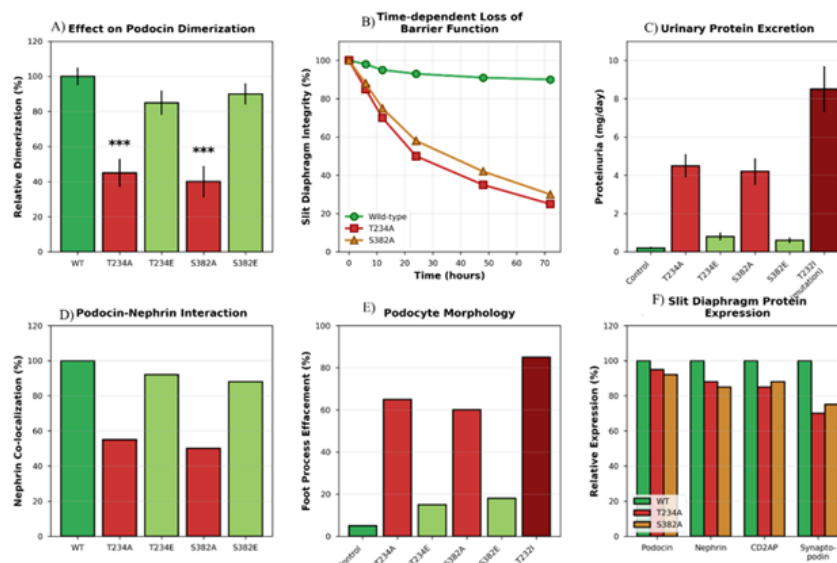 A) Effect on Podocin Dimerization
Relative Dimerization (%)
120
100
80
60
40
20
0
***
***
WT T234A T234E S382A S382E
B) Time-dependent Loss of
Barrier Function
Slit Diaphragm Integrity (%)
100
80
60
40
20
0
Wild-type
T234A
S382A
0 10 20 30 40 50 60 70
Time (hours)
C) Urinary Protein Excretion
Proteinuria (mg/day)
10
8
6
4
2
0
Control T234A T234E S382A S382E T232I
(mutation)
D) Podocin-Nephrin Interaction
Nephrin Co-localization (%)
120
100
80
60
40
20
0
WT T234A T234E S382A S382E
E) Podocyte Morphology
Foot Process Effacement (%)
100
80
60
40
20
0
Control T234A T234E S382A S382E T232I
F) Slit Diaphragm Protein
Expression
Relative Expression (%)
120
100
80
60
40
20
0
WT
T234A
S382A
Podocin Nephrin CD2AP Synapto-
podin